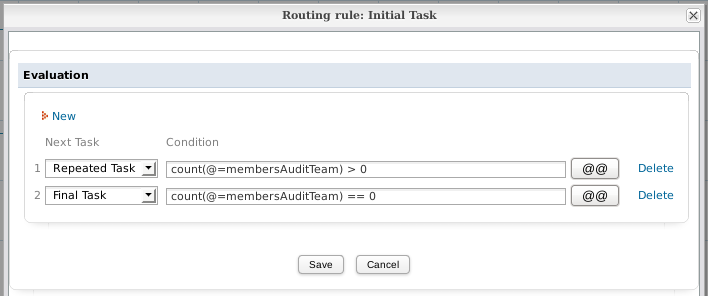 Routing rule: Initial Task
Evaluation
New
Next Task Condition
1 Repeated Task count(@=membersAuditTeam) > 0 @@ Delete
2 Final Task count(@=membersAuditTeam) == 0 @@ Delete
Save Cancel